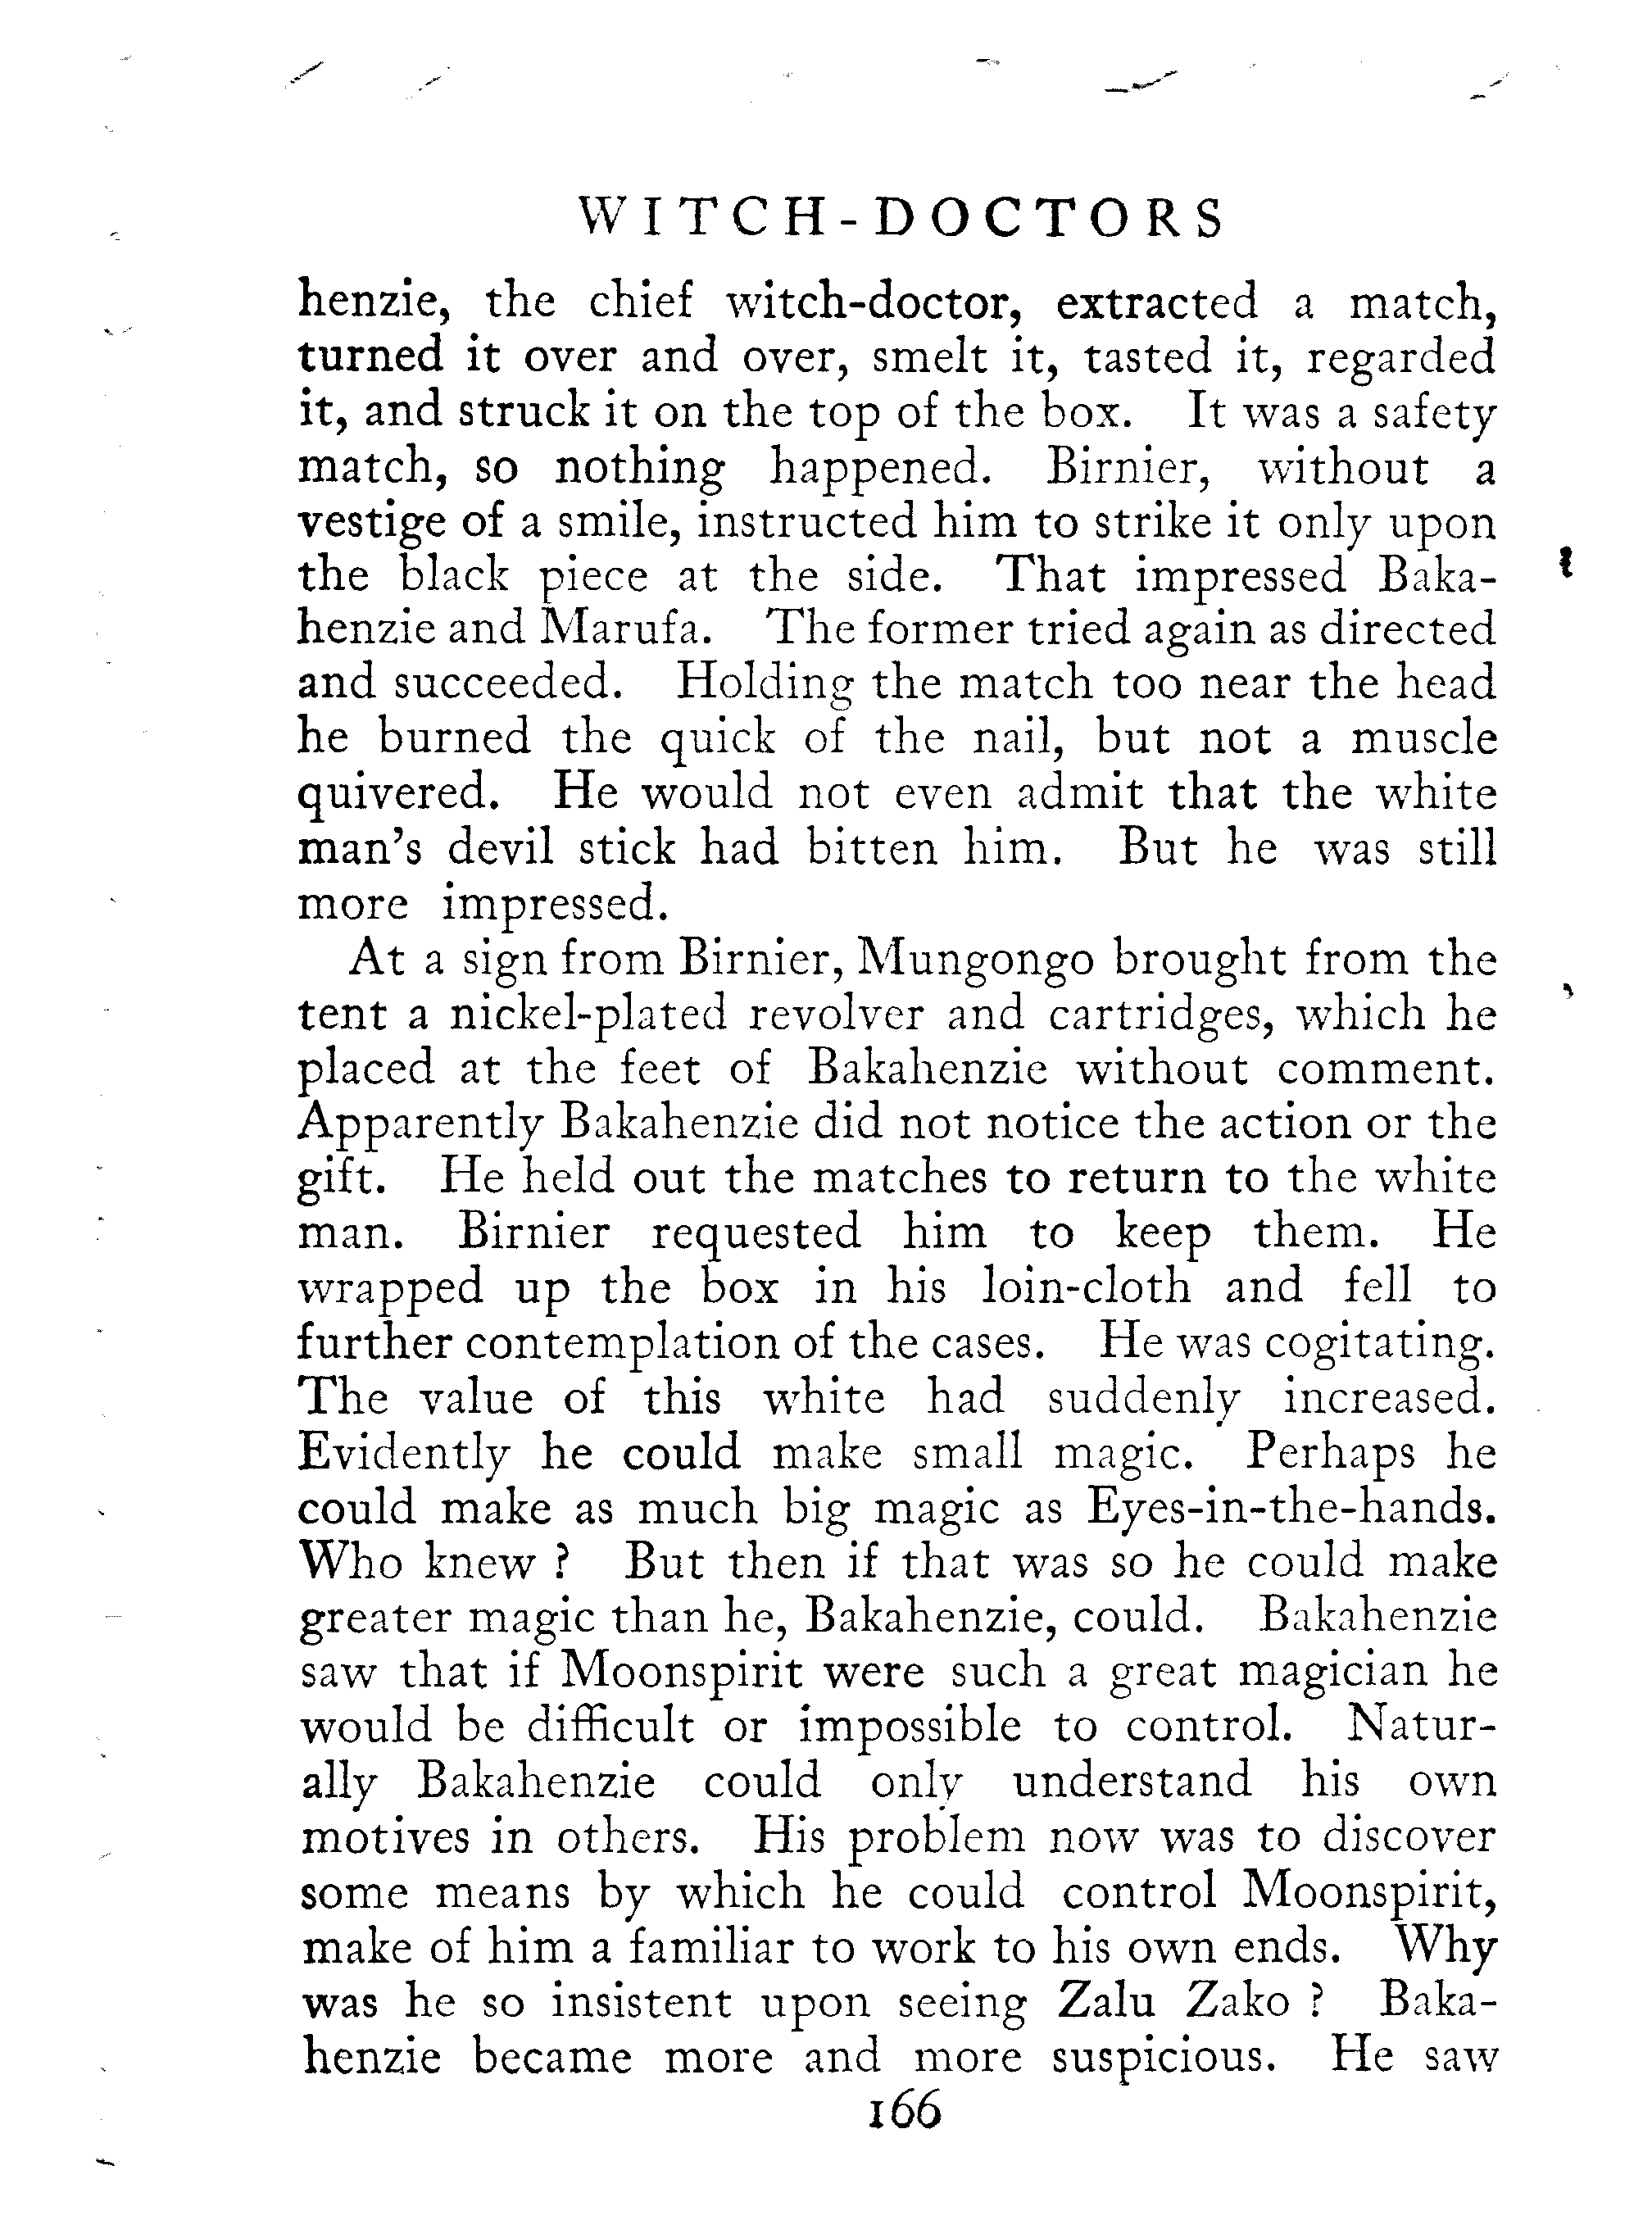 WITCH-DOCTORS
henzie, the chief witch-doctor, extracted a match,
turned it over and over, smelt it, tasted it, regarded
it, and struck it on the top of the box. It was a safety
match, so nothing happened. Birnier, without a
vestige of a smile, instructed him to strike it only upon
the black piece at the side. That impressed Baka-
henzie and Marufa. The former tried again as directed
and succeeded. Holding the match too near the head
he burned the quick of the nail, but not a muscle
quivered. He would not even admit that the white
man's devil stick had bitten him. But he was still
more impressed.
At a sign from Birnier, Mungongo brought from the
tent a nickel-plated revolver and cartridges, which he
placed at the feet of Bakahenzie without comment.
Apparently Bakahenzie did not notice the action or the
gift. He held out the matches to return to the white
man. Birnier requested him to keep them. He
wrapped up the box in his loin-cloth and fell to
further contemplation of the cases. He was cogitating.
The value of this white had suddenly increased.
Evidently he could make small magic. Perhaps he
could make as much big magic as Eyes-in-the-hands.
Who knew ? But then if that was so he could make
greater magic than he, Bakahenzie, could. Bakahenzie
saw that if Moonspirit were such a great magician he
would be difficult or impossible to control. Natur-
ally Bakahenzie could only understand his own
motives in others. His problem now was to discover
some means by which he could control Moonspirit,
make of him a familiar to work to his own ends. Why
was he so insistent upon seeing Zalu Zako ? Baka-
henzie became more and more suspicious. He saw
166